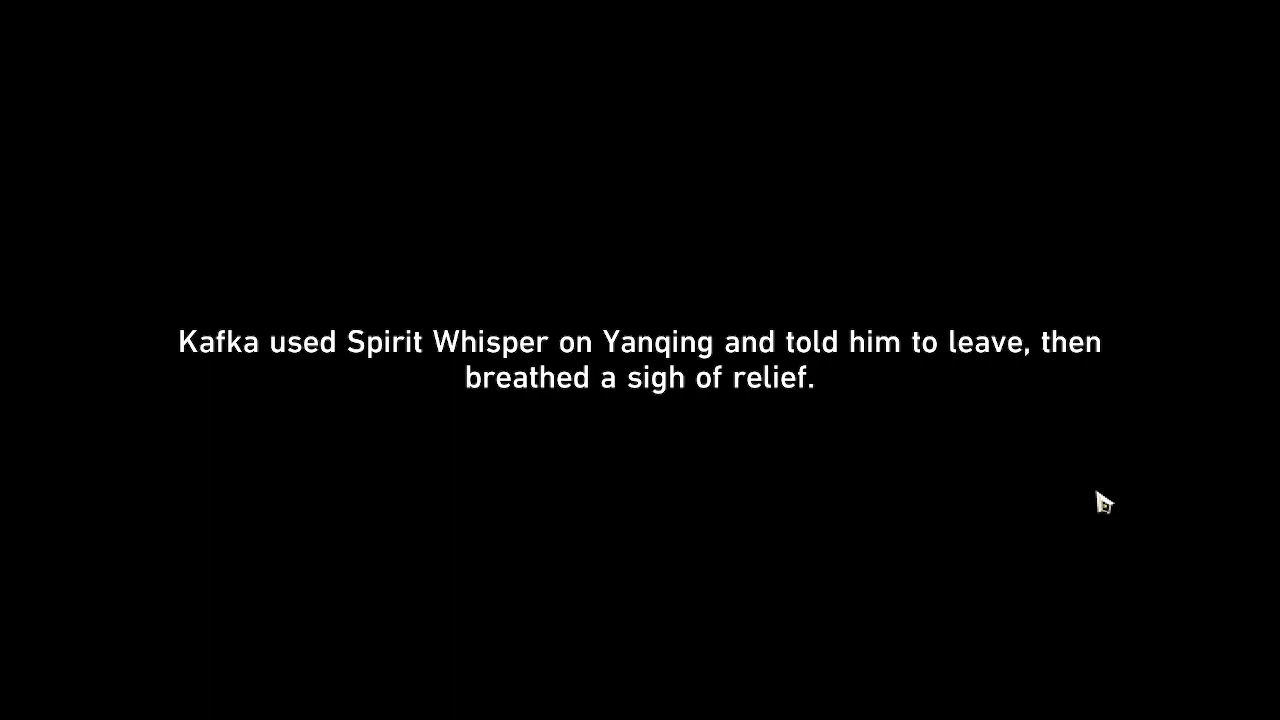 Kafka used Spirit Whisper on Yanqing and told him to leave, then
breathed a sigh of relief.